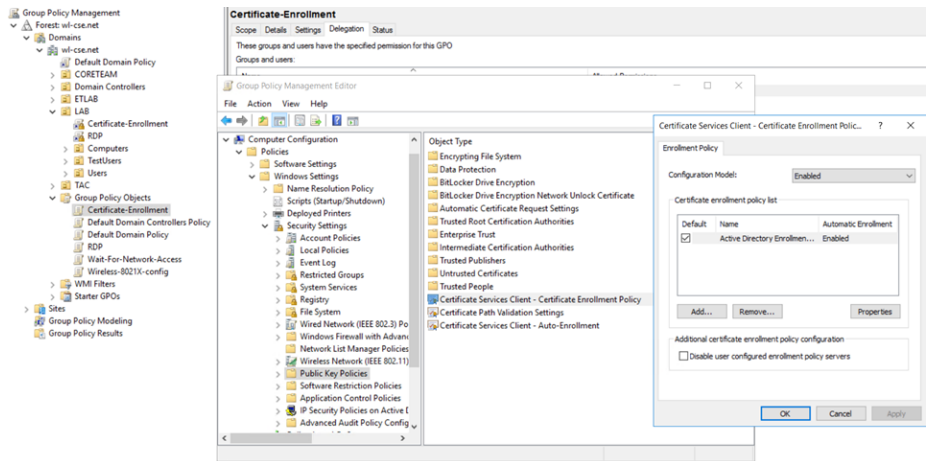 Group Policy Management
Forest: wl-cse.net
Domains
wl-cse.net
Default Domain Policy
CORETEAM
Domain Controllers
ETLAB
LAB
Certificate-Enrollment
RDP
Computers
TestUsers
Users
TAC
Group Policy Objects
Certificate-Enrollment
Default Domain Controllers Policy
Default Domain Policy
RDP
Wait-For-Network-Access
Wireless-8021X-config
WMI Filters
Starter GPOs
Sites
Group Policy Modeling
Group Policy Results
Certificate-Enrollment
Scope Details Settings Delegation Status
These groups and users have the specified permission for this GPO
Groups and users:
Group Policy Management Editor
File Action View Help
Computer Configuration
Policies
Software Settings
Windows Settings
Name Resolution Policy
Scripts (Startup/Shutdown)
Deployed Printers
Security Settings
Account Policies
Local Policies
Event Log
Restricted Groups
System Services
Registry
File System
Wired Network (IEEE 802.3) Po
Windows Firewall with Advan
Network List Manager Policies
Wireless Network (IEEE 802.11)
Public Key Policies
Software Restriction Policies
Application Control Policies
IP Security Policies on Active
Advanced Audit Policy Config
Object Type
Encrypting File System
Data Protection
BitLocker Drive Encryption
BitLocker Drive Encryption Network Unlock Certificate
Automatic Certificate Request Settings
Trusted Root Certification Authorities
Enterprise Trust
Intermediate Certification Authorities
Trusted Publishers
Untrusted Certificates
Trusted People
Certificate Services Client - Certificate Enrollment Policy
Certificate Path Validation Settings
Certificate Services Client - Auto-Enrollment
Certificate Services Client - Certificate Enrollment Polic... ?
Enrollment Policy
Configuration Model: Enabled
Certificate enrollment policy list
Default Name Automatic Enrollment
Active Directory Enrollmen... Enabled
Add... Remove... Properties
Additional certificate enrollment policy configuration
Disable user configured enrollment policy servers
OK Cancel Apply